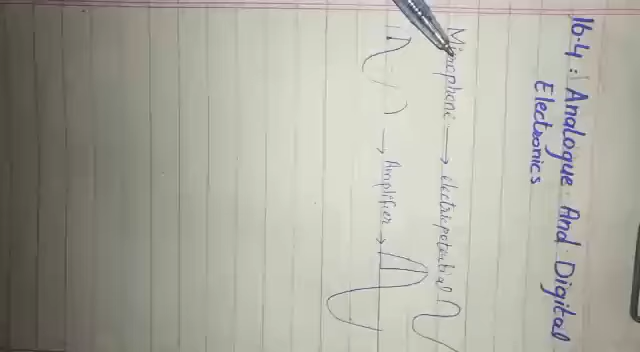 16.4: Analogue And Digital
Electronics
Microphone → electric potential
→ Amplifier →